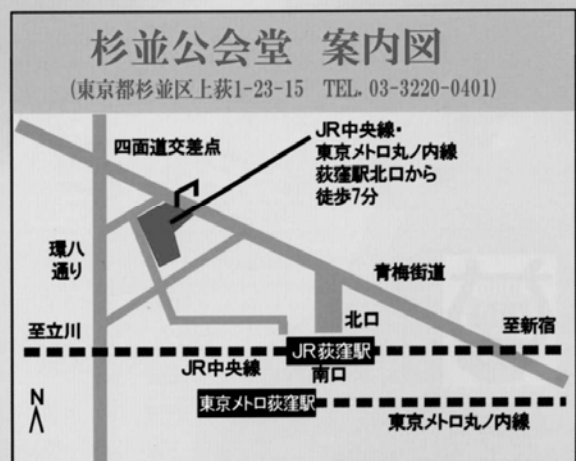 杉並公会堂 案内図
(東京都杉並区上荻1-23-15 TEL. 03-3220-0401)
四面道交差点
JR中央線・
東京メトロ丸ノ内線
荻窪駅北口から
徒歩7分
環八
通り
青梅街道
北口
至立川
至新宿
JR荻窪駅
JR中央線
南口
N
東京メトロ荻窪駅
東京メトロ丸ノ内線